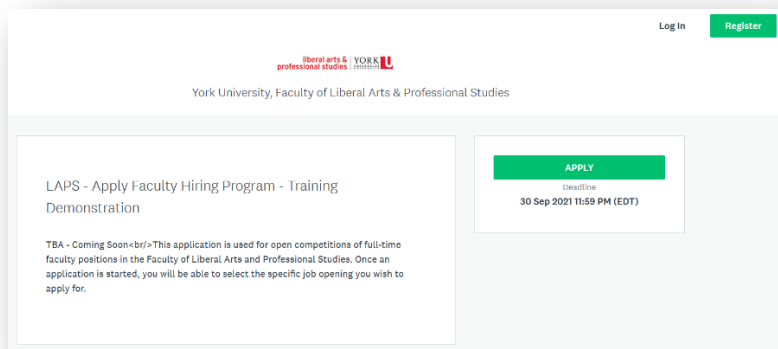 Log In
Register
liberal arts &
professional studies
YORK U
York University, Faculty of Liberal Arts & Professional Studies
LAPS - Apply Faculty Hiring Program - Training
Demonstration
TBA - Coming Soon<br/>This application is used for open competitions of full-time
faculty positions in the Faculty of Liberal Arts and Professional Studies. Once an
application is started, you will be able to select the specific job opening you wish to
apply for.
APPLY
Deadline
30 Sep 2021 11:59 PM (EDT)